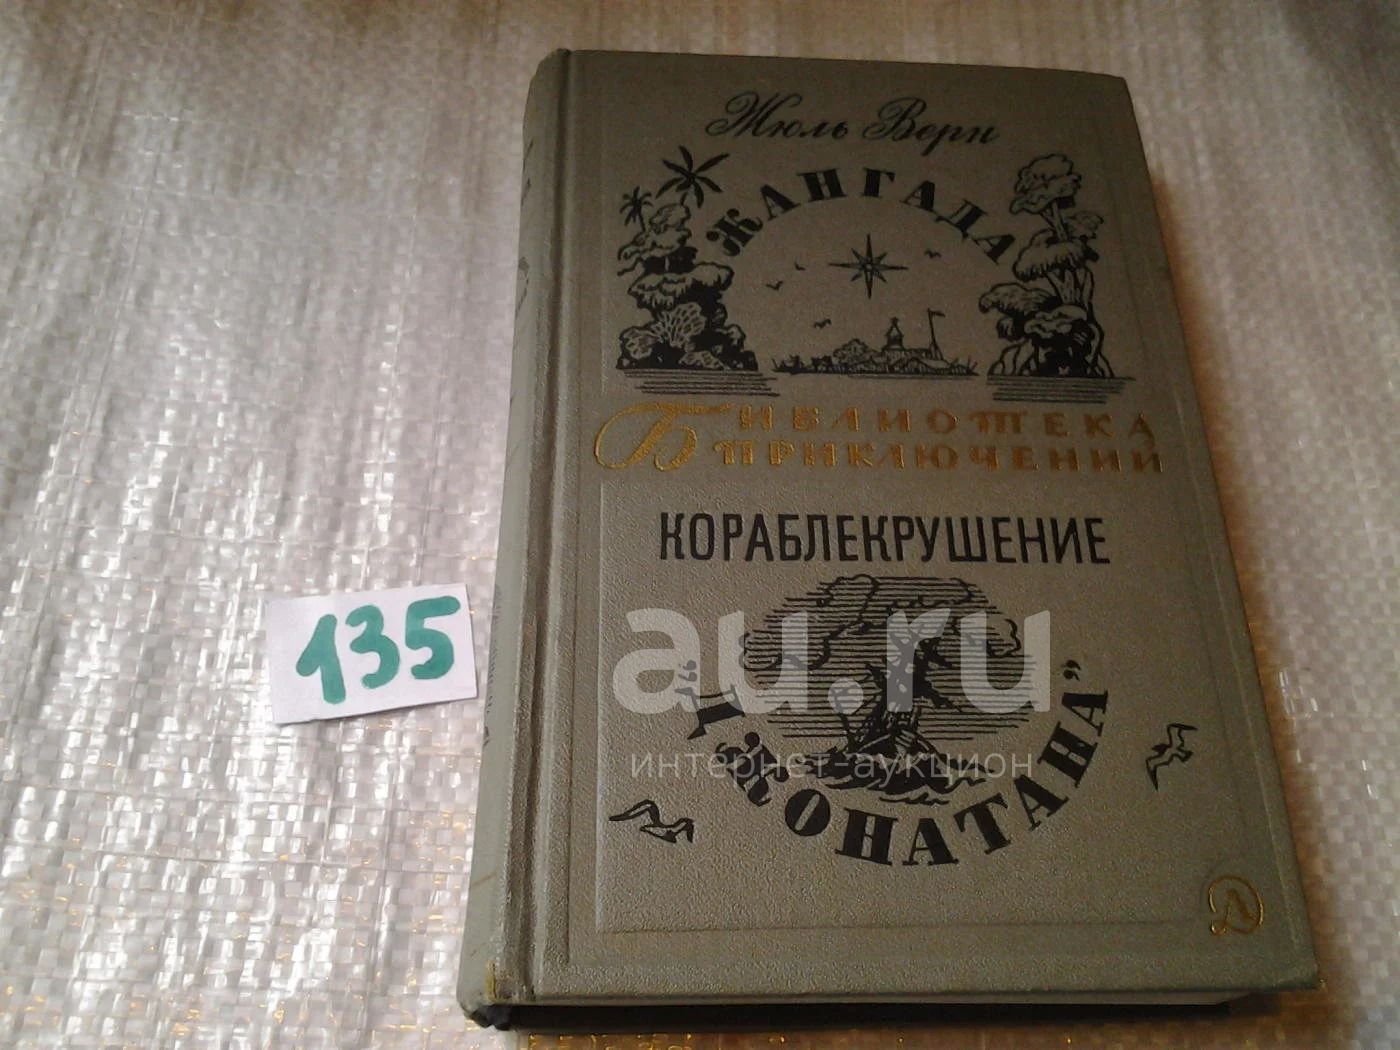 Жюль Верн
ЖАНГАДА
БИБЛИОТЕКА
ПРИКЛЮЧЕНИЙ
КОРАБЛЕКРУШЕНИЕ
"ДЖОНАТАНА"
135
au.ru
интернет-аукцион
Д